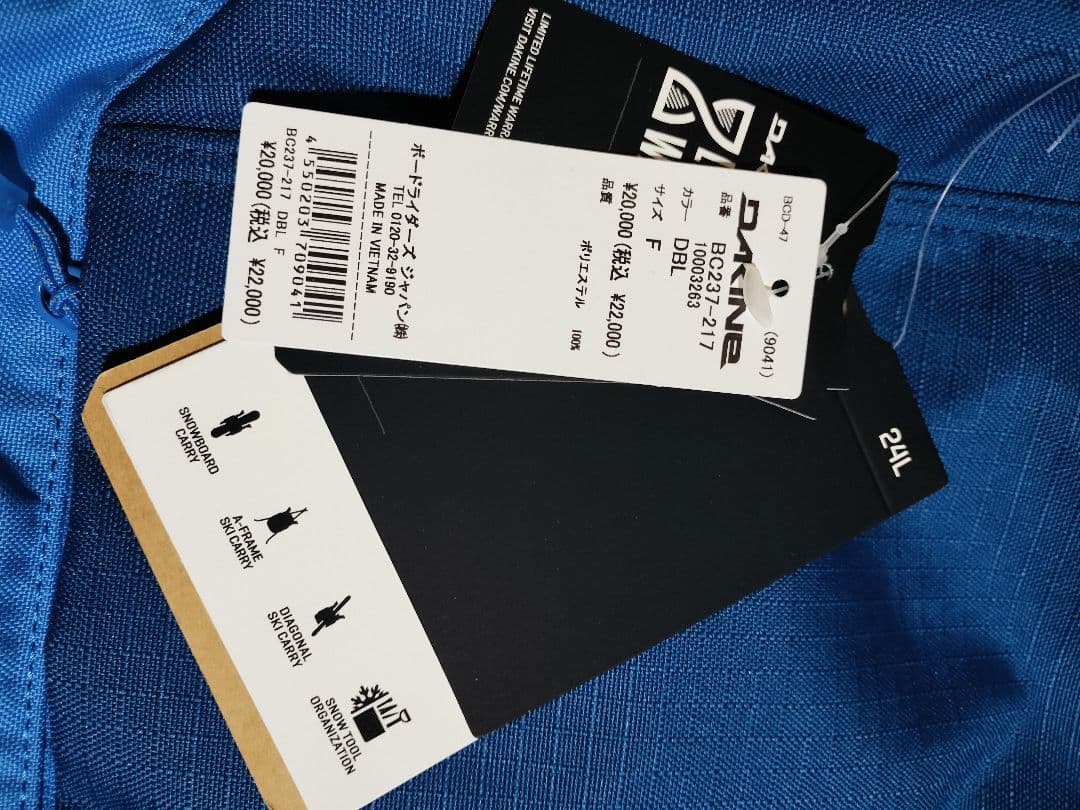 LIMITED LIFETIME WARRA
VISIT DAKINE.COM/WARR
BCD-47
(9041)
DAKINE
品番 BC237-217
10003263
カラー DBL
サイズ F
¥20,000(税込 ¥22,000)
品質 ポリエステル 100%
ボードライダーズ ジャパン㈱
TEL 0120-32-9190
MADE IN VIETNAM
4 550203 709041
BC237-217 DBL F
¥20,000(税込 ¥22,000)
24L
SNOWBOARD
CARRY
A-FRAME
SKI CARRY
DIAGONAL
SKI CARRY
SNOW TOOL
ORGANIZATION